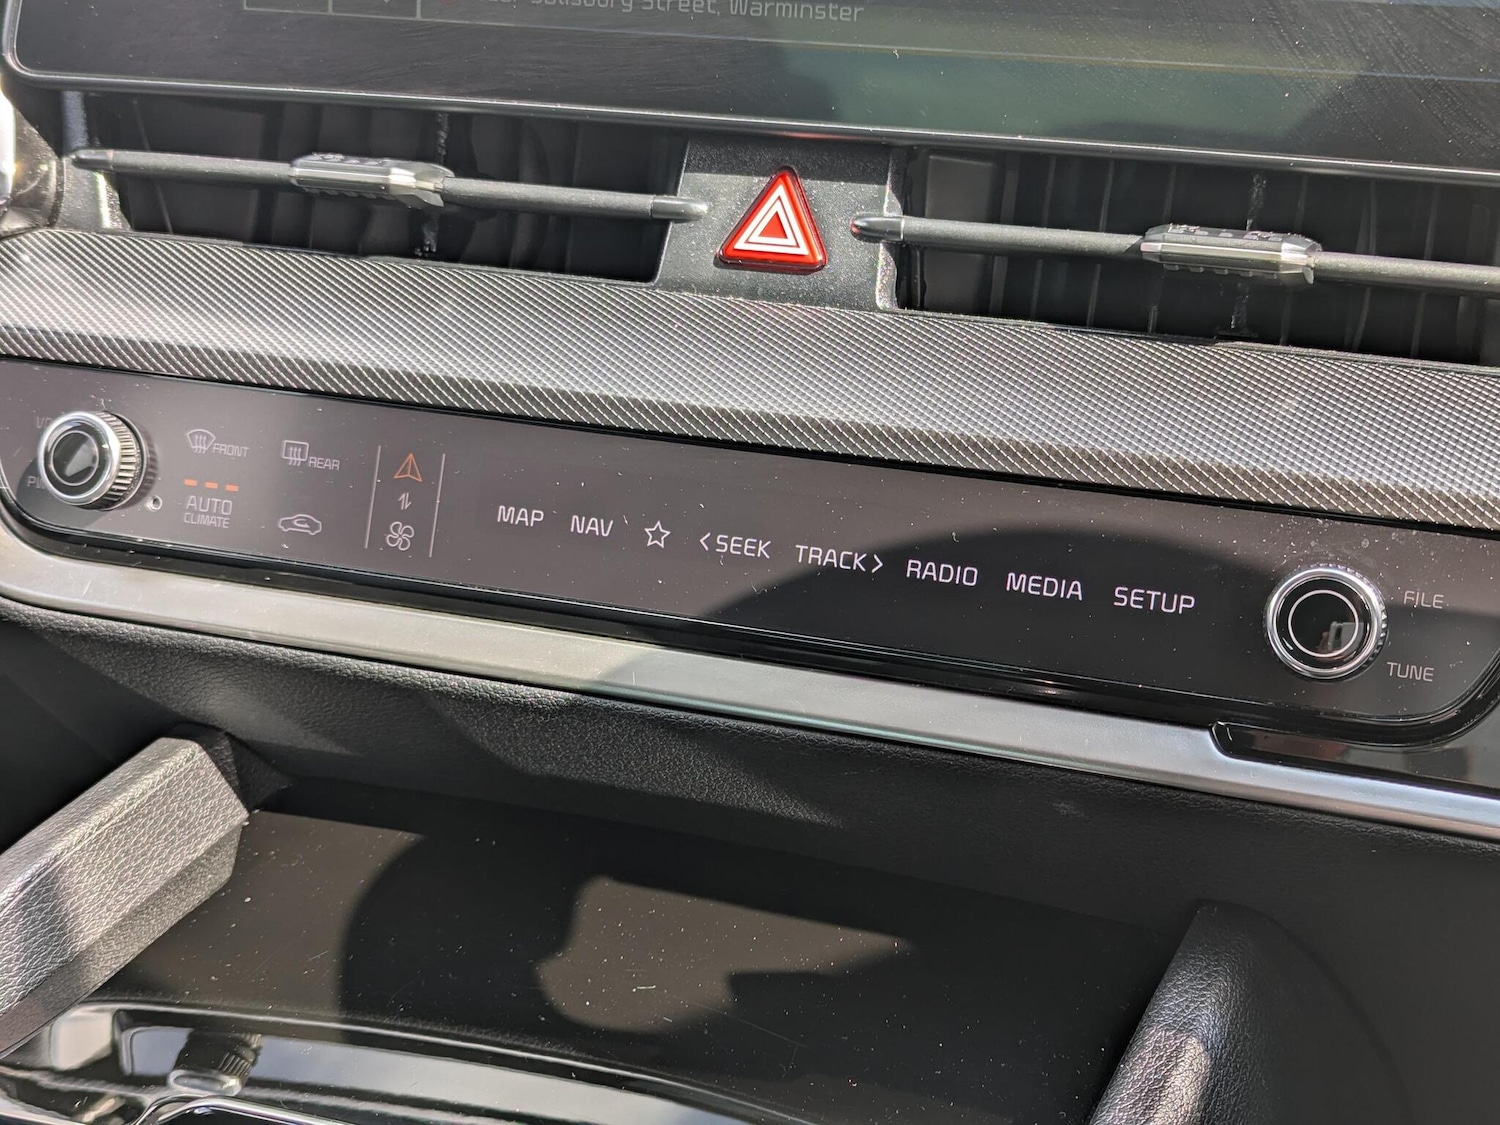 Salisbury Street, Warminster
FRONT
REAR
AUTO
CLIMATE
MAP NAV <SEEK TRACK> RADIO MEDIA SETUP
FILE
TUNE